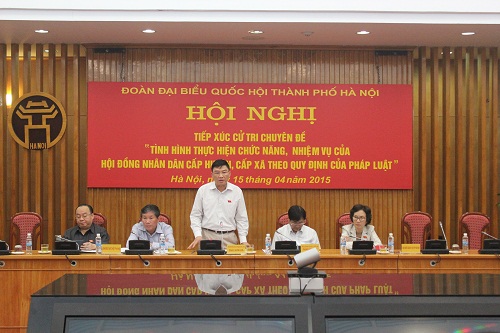 ĐOÀN ĐẠI BIỂU QUỐC HỘI THÀNH PHỐ HÀ NỘI
HỘI NGHỊ
TIẾP XÚC CỬ TRI CHUYÊN ĐỀ
"TÌNH HÌNH THỰC HIỆN CHỨC NĂNG, NHIỆM VỤ CỦA
HỘI ĐỒNG NHÂN DÂN CẤP HUYỆN, CẤP XÃ THEO QUY ĐỊNH CỦA PHÁP LUẬT"
Hà Nội, ngày 15 tháng 04 năm 2015
HANOI